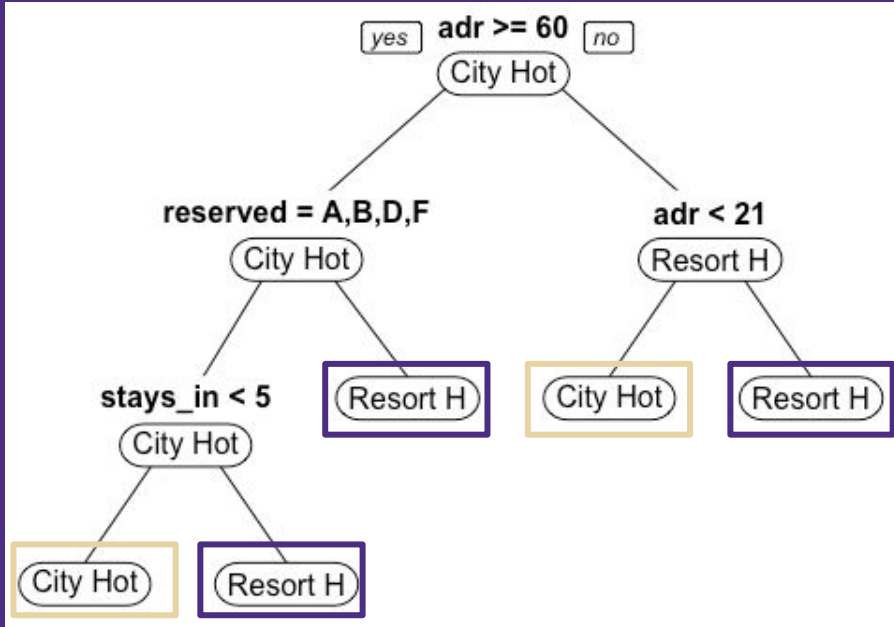 yes adr >= 60 no
City Hot
reserved = A,B,D,F adr < 21
City Hot Resort H
stays_in < 5 Resort H City Hot Resort H
City Hot
City Hot Resort H